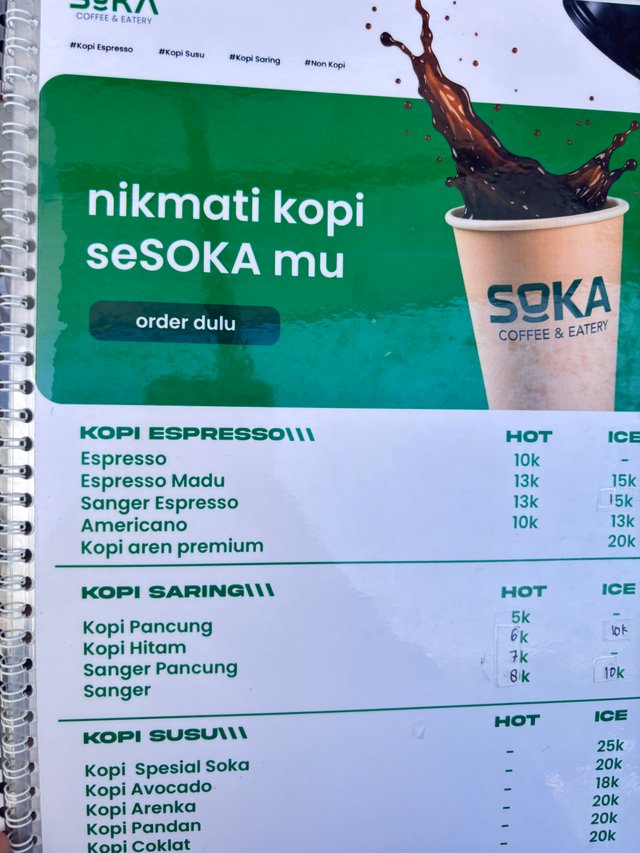 SOKA
COFFEE & EATERY
#Kopi Espresso #Kopi Susu #Kopi Saring #Non Kopi
nikmati kopi
seSOKA mu
order dulu
SOKA
COFFEE & EATERY
KOPI ESPRESSO\\\ HOT ICE
Espresso 10k -
Espresso Madu 13k 15k
Sanger Espresso 13k 15k
Americano 10k 13k
Kopi aren premium 20k
KOPI SARING\\\ HOT ICE
Kopi Pancung 5k -
Kopi Hitam 6k 10k
Sanger Pancung 7k -
Sanger 8k 10k
KOPI SUSU\\\ HOT ICE
Kopi Spesial Soka - 25k
Kopi Avocado - 20k
Kopi Arenka - 18k
Kopi Pandan - 20k
Kopi Coklat - 20k
20k